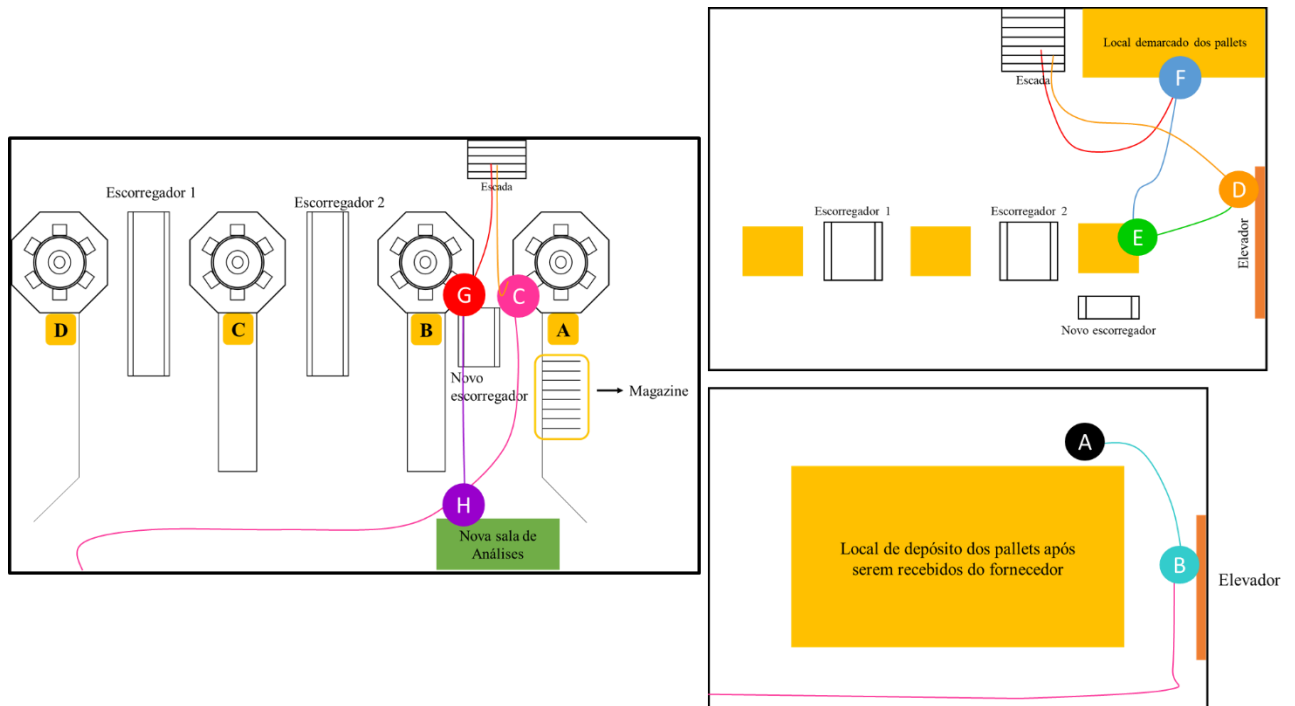 Escada
Escorregador 1
Escorregador 2
G
C
D
C
B
A
Novo
escorregador
Magazine
H
Nova sala de
Análises
Local demarcado dos pallets
F
Escada
D
Escorregador 1
Escorregador 2
E
Elevador
Novo escorregador
A
Local de depósito dos pallets após
serem recebidos do fornecedor
B
Elevador